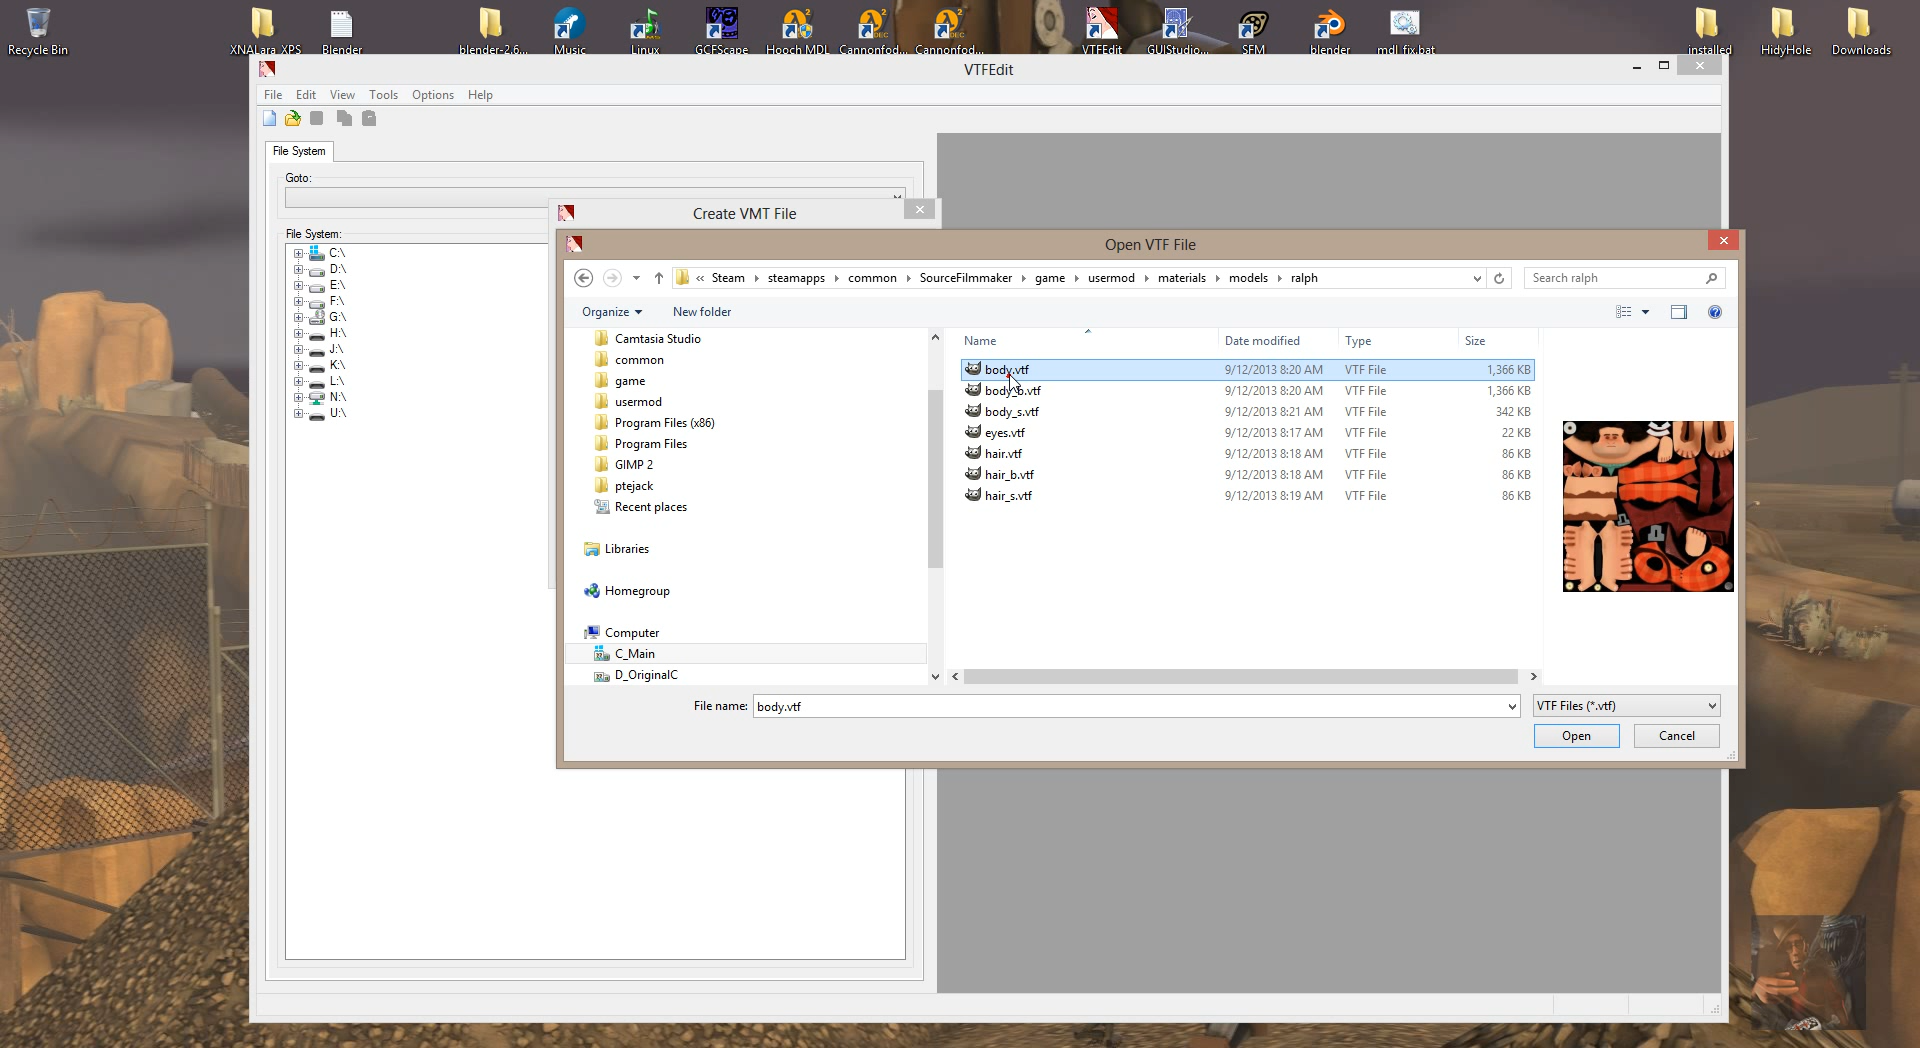 Recycle Bin
XNALara_XPS
Blender
blender-2.6...
Music
Linux
GCFScape
Hooch MDL
Cannonfod...
Cannonfod...
VTFEdit
GUIStudio...
SFM
blender
mdl_fix.bat
installed
HidyHole
Downloads
VTFEdit
File Edit View Tools Options Help
File System
Goto:
File System:
C:\
D:\
E:\
F:\
G:\
H:\
J:\
K:\
L:\
N:\
U:\
Create VMT File
Open VTF File
« Steam steamapps common SourceFilmmaker game usermod materials models ralph
Search ralph
Organize New folder
Camtasia Studio
common
game
usermod
Program Files (x86)
Program Files
GIMP 2
ptejack
Recent places
Libraries
Homegroup
Computer
C_Main
D_OriginalC
Name Date modified Type Size
body.vtf 9/12/2013 8:20 AM VTF File 1,366 KB
body_b.vtf 9/12/2013 8:20 AM VTF File 1,366 KB
body_s.vtf 9/12/2013 8:21 AM VTF File 342 KB
eyes.vtf 9/12/2013 8:17 AM VTF File 22 KB
hair.vtf 9/12/2013 8:18 AM VTF File 86 KB
hair_b.vtf 9/12/2013 8:18 AM VTF File 86 KB
hair_s.vtf 9/12/2013 8:19 AM VTF File 86 KB
File name: body.vtf
VTF Files (*.vtf)
Open Cancel